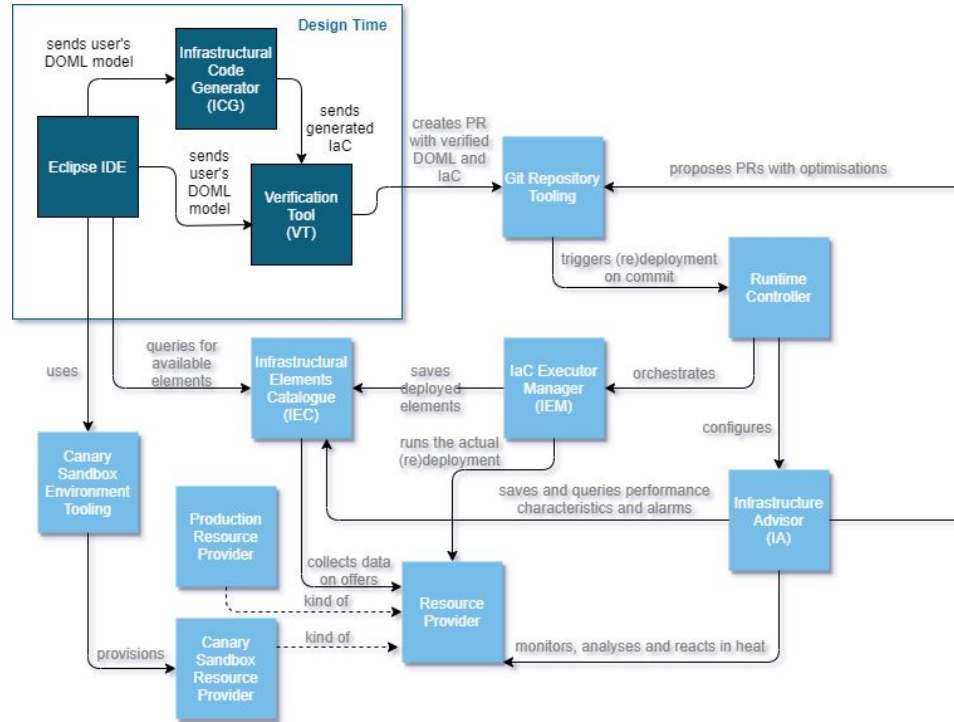 Design Time
sends user's
DOML model
Infrastructural
Code
Generator
(ICG)
sends
generated
IaC
Eclipse IDE
sends
user's
DOML
model
Verification
Tool
(VT)
creates PR
with verified
DOML and
IaC
Git Repository
Tooling
proposes PRs with optimisations
triggers (re)deployment
on commit
Runtime
Controller
uses
queries for
available
elements
Infrastructural
Elements
Catalogue
(IEC)
saves
deployed
elements
IaC Executor
Manager
(IEM)
orchestrates
configures
runs the actual
(re)deployment
Canary
Sandbox
Environment
Tooling
Production
Resource
Provider
saves and queries performance
characteristics and alarms
Infrastructure
Advisor
(IA)
collects data
on offers
kind of
Resource
Provider
kind of
provisions
Canary
Sandbox
Resource
Provider
monitors, analyses and reacts in heat